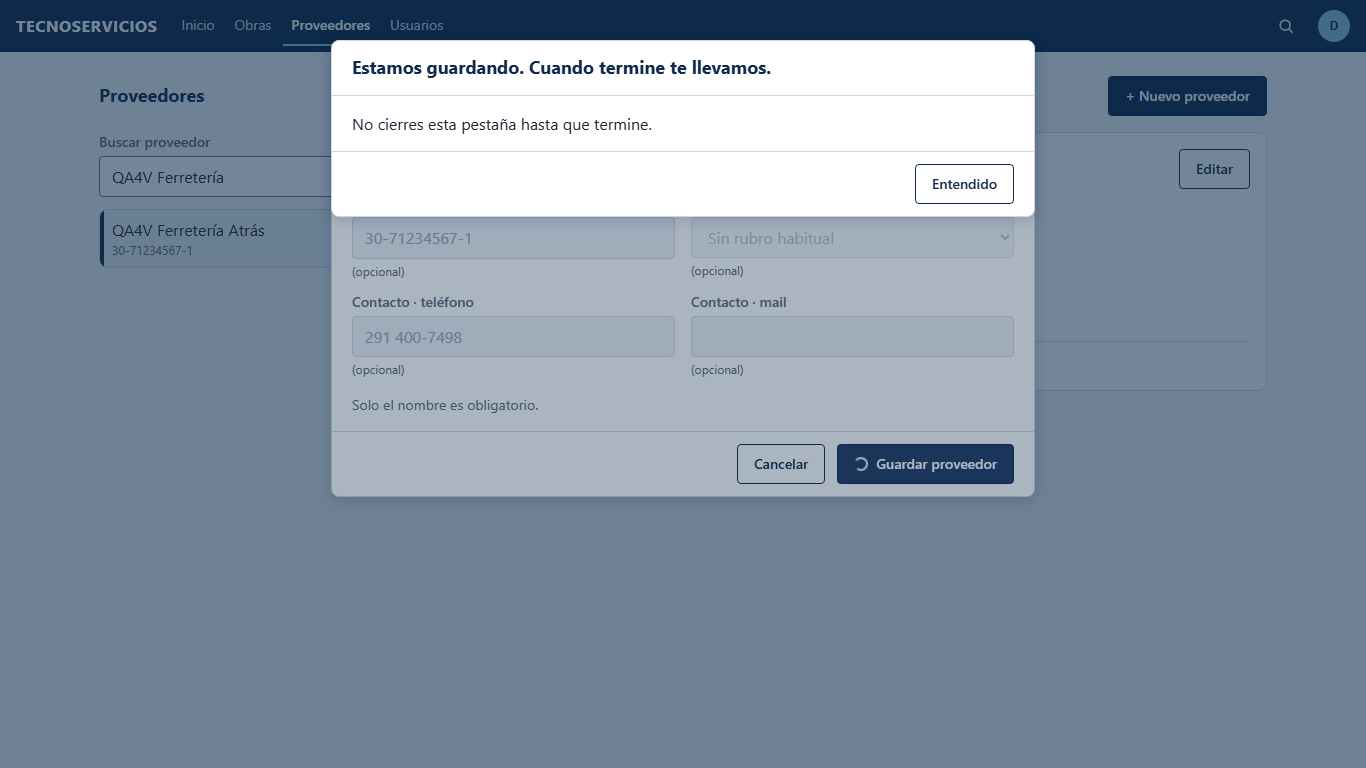 TECNOSERVICIOS Inicio Obras Proveedores Usuarios D
Estamos guardando. Cuando termine te llevamos.
No cierres esta pestaña hasta que termine.
Entendido
Proveedores
+ Nuevo proveedor
Buscar proveedor
QA4V Ferretería
QA4V Ferretería Atrás
30-71234567-1
Editar
30-71234567-1 Sin rubro habitual
(opcional) (opcional)
Contacto · teléfono Contacto · mail
291 400-7498
(opcional) (opcional)
Solo el nombre es obligatorio.
Cancelar Guardar proveedor